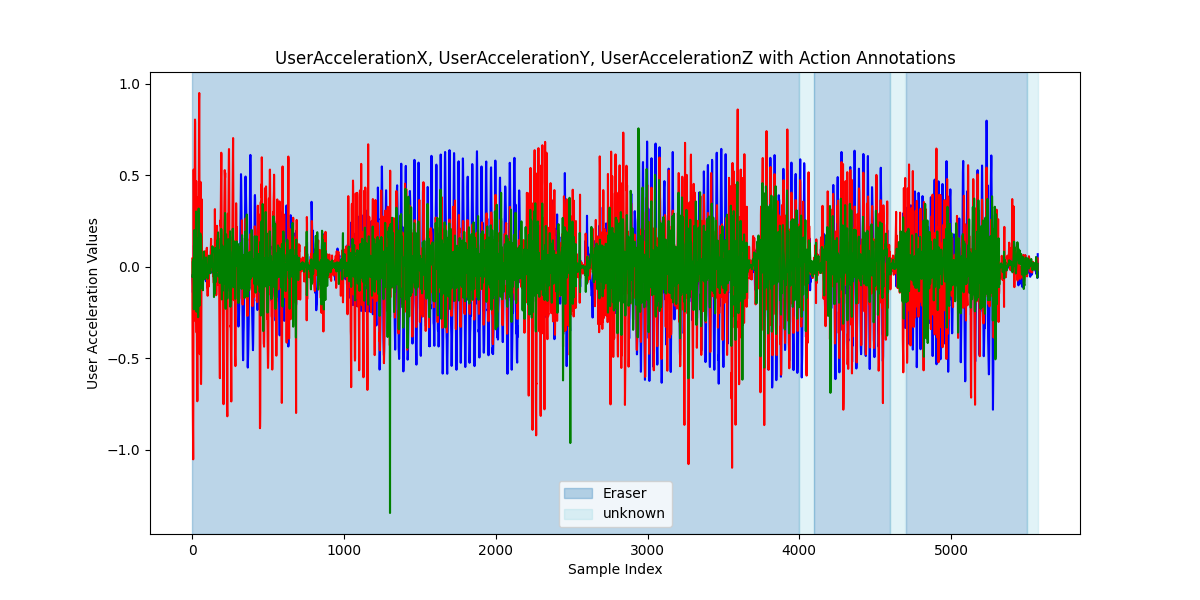 UserAccelerationX, UserAccelerationY, UserAccelerationZ with Action Annotations
User Acceleration Values
1.0
0.5
0.0
−0.5
−1.0
Eraser
unknown
0 1000 2000 3000 4000 5000
Sample Index